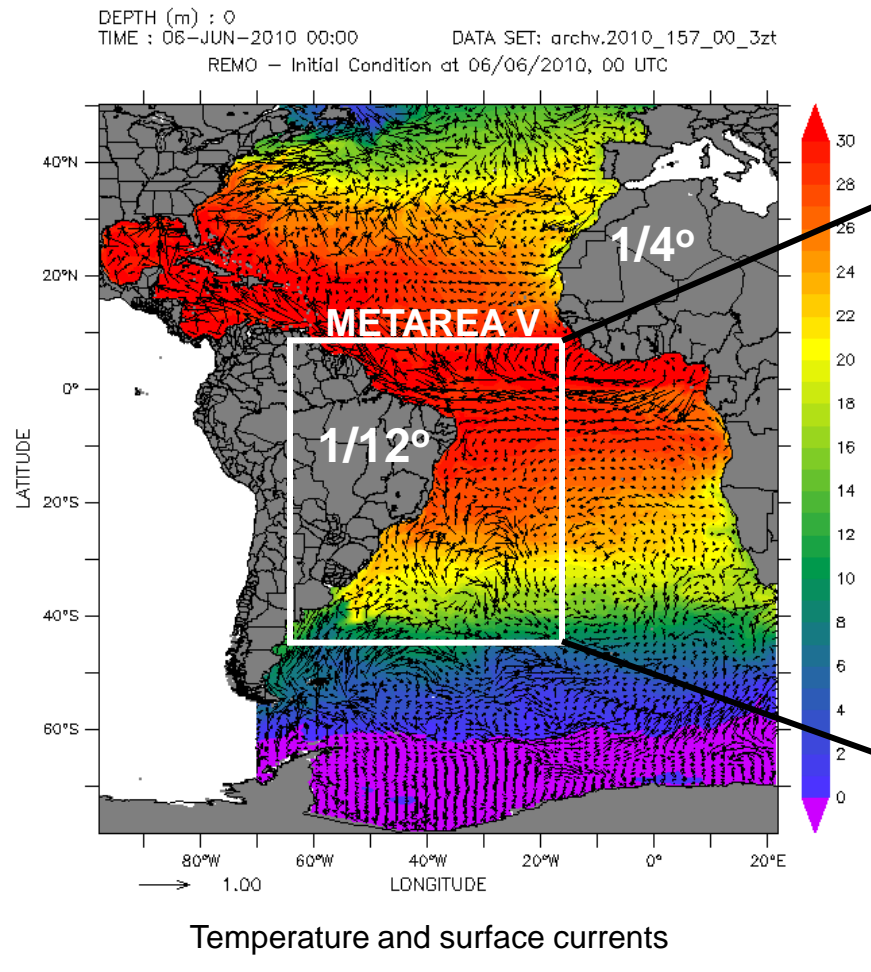 DEPTH (m) : 0
TIME : 06-JUN-2010 00:00 DATA SET: archv.2010_157_00_3zt
REMO – Initial Condition at 06/06/2010, 00 UTC
40°N
20°N
0°
20°S
40°S
60°S
LATITUDE
1/4º
METAREA V
1/12º
30
28
26
24
22
20
18
16
14
12
10
8
6
4
2
0
80°W 60°W 40°W 20°W 0° 20°E
1.00 LONGITUDE
Temperature and surface currents